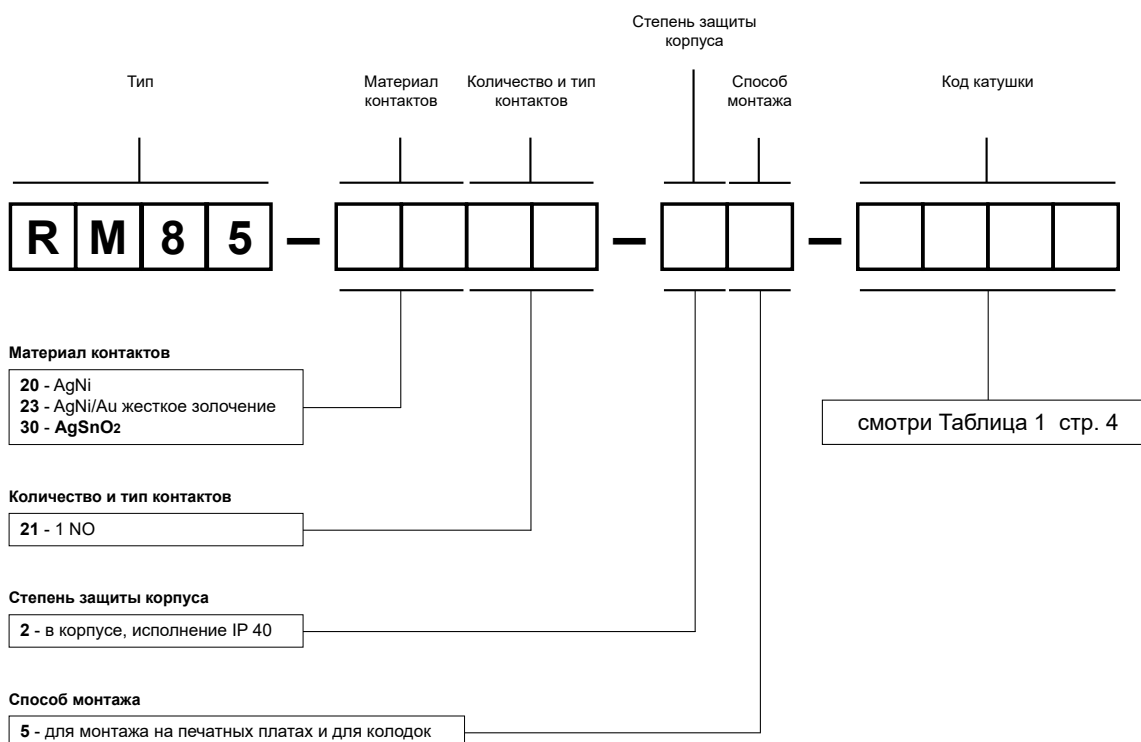 Степень защиты
корпуса
Тип
Материал
контактов
Количество и тип
контактов
Способ
монтажа
Код катушки
RM85 – –  –
Материал контактов
20 - AgNi
23 - AgNi/Au жесткое золочение
30 - AgSnO2
смотри Таблица 1 стр. 4
Количество и тип контактов
21 - 1 NO
Степень защиты корпуса
2 - в корпусе, исполнение IP 40
Способ монтажа
5 - для монтажа на печатных платах и для колодок